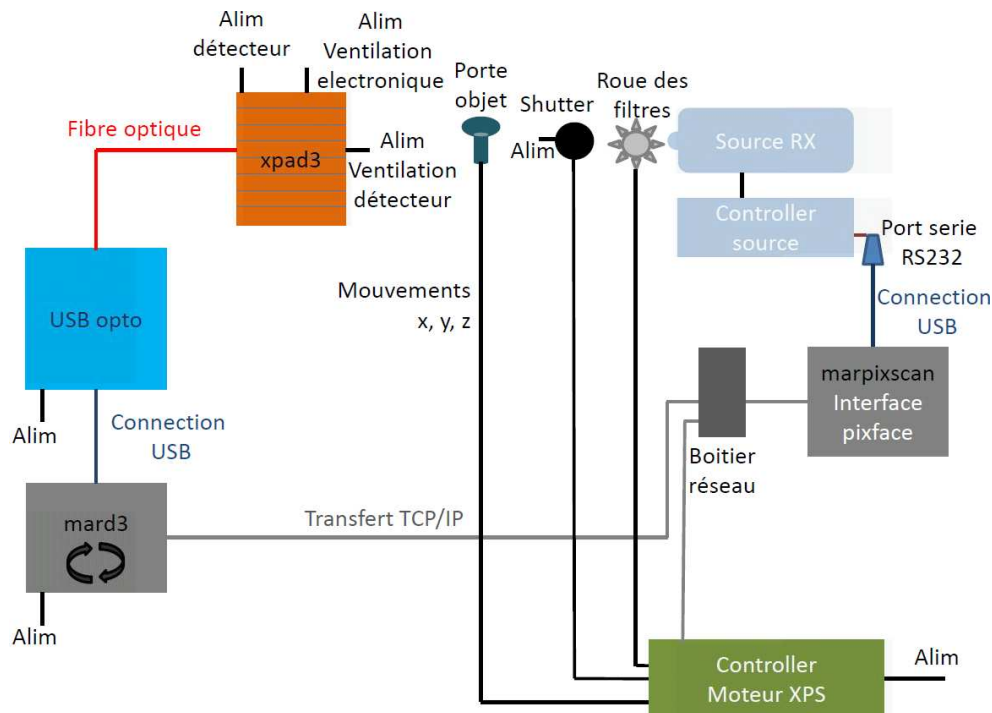 Alim
détecteur
Alim
Ventilation
electronique
Porte
objet
Shutter
Alim
Roue des
filtres
Source RX
Fibre optique
xpad3
Alim
Ventilation
détecteur
Controller
source
Port serie
RS232
Connection
USB
USB opto
Mouvements
x, y, z
marpixscan
Interface
pixface
Alim
Connection
USB
Boitier
réseau
mard3
Transfert TCP/IP
Alim
Controller
Moteur XPS
Alim